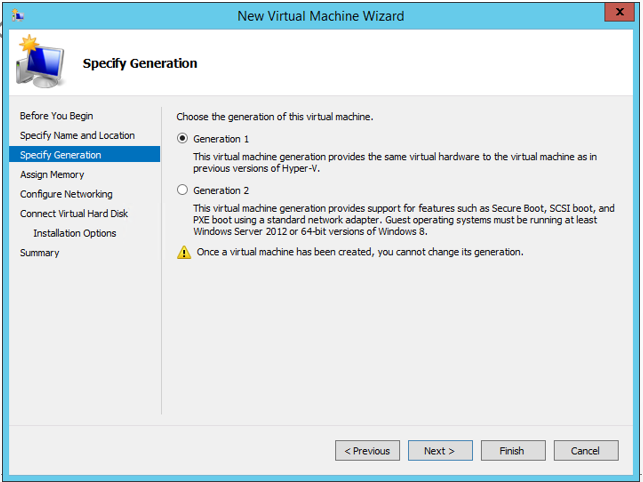 New Virtual Machine Wizard
x
Specify Generation
Before You Begin
Specify Name and Location
Specify Generation
Assign Memory
Configure Networking
Connect Virtual Hard Disk
Installation Options
Summary
Choose the generation of this virtual machine.
Generation 1
This virtual machine generation provides the same virtual hardware to the virtual machine as in
previous versions of Hyper-V.
Generation 2
This virtual machine generation provides support for features such as Secure Boot, SCSI boot, and
PXE boot using a standard network adapter. Guest operating systems must be running at least
Windows Server 2012 or 64-bit versions of Windows 8.
Once a virtual machine has been created, you cannot change its generation.
< Previous
Next >
Finish
Cancel